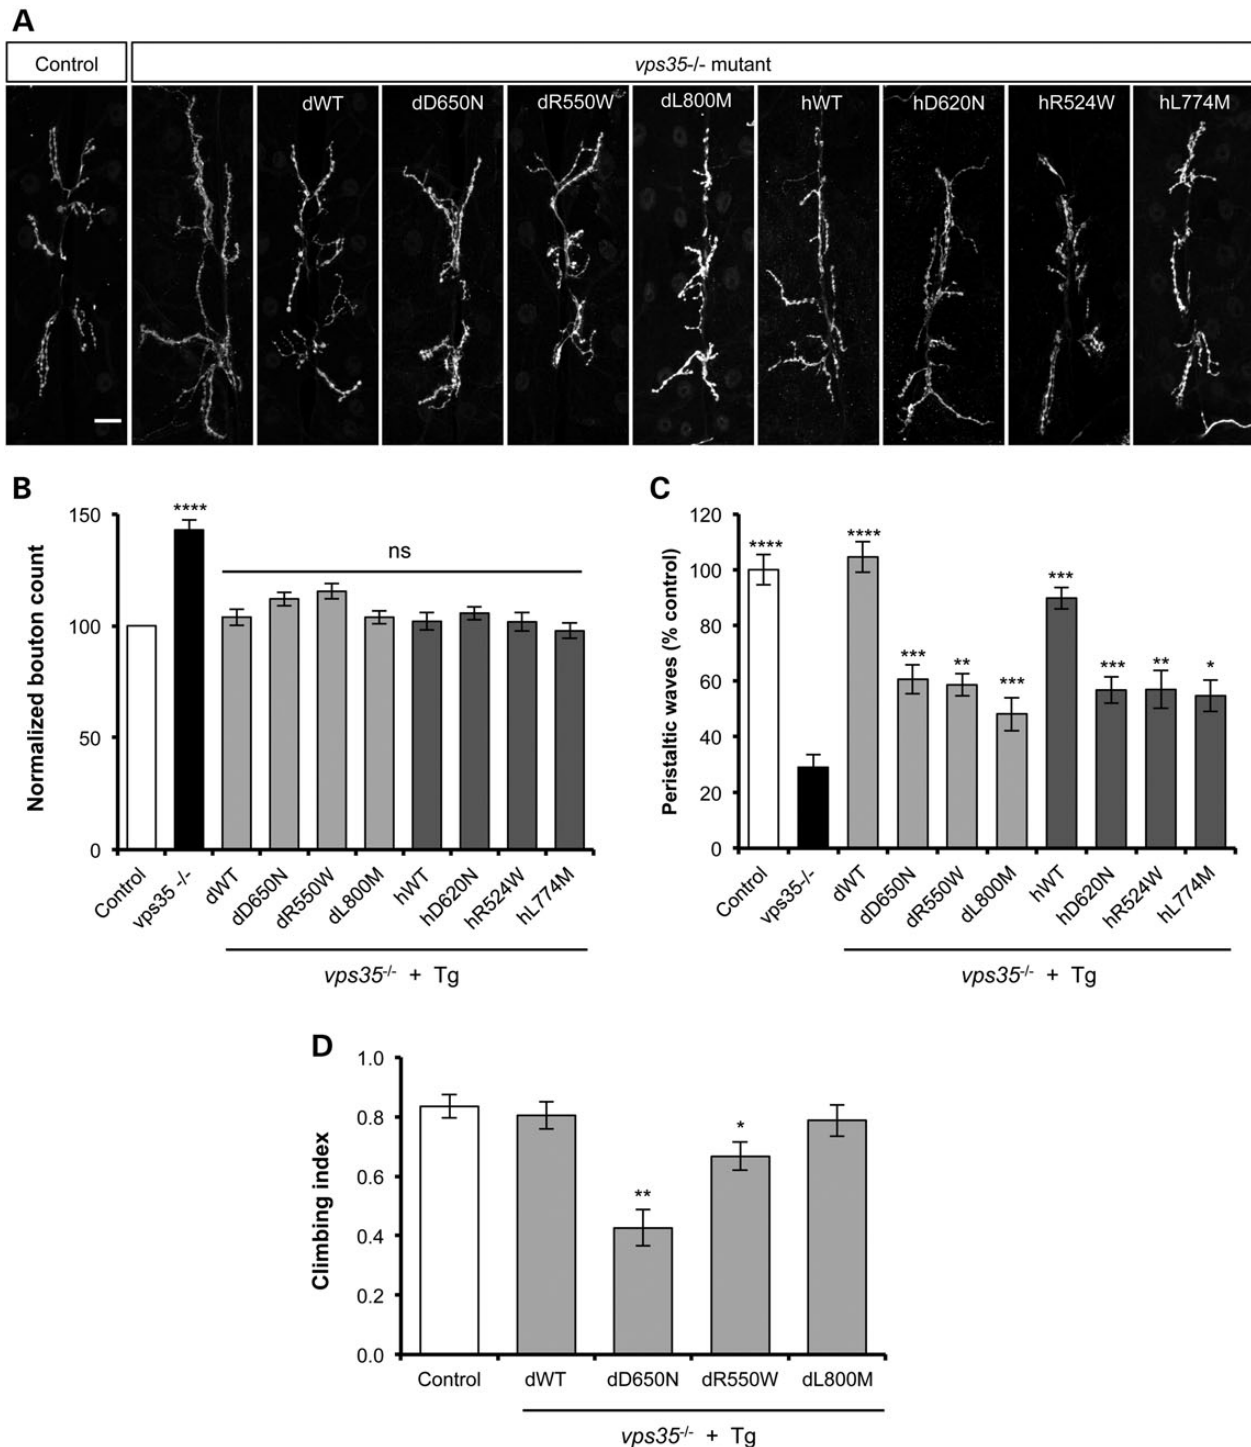 A
Control
vps35-/- mutant
dWT dD650N dR550W dL800M hWT hD620N hR524W hL774M
B
Normalized bouton count
150
100
50
0
****
ns
Control
vps35 -/-
dWT
dD650N
dR550W
dL800M
hWT
hD620N
hR524W
hL774M
vps35-/- + Tg
C
Peristaltic waves (% control)
120
100
80
60
40
20
0
****
****
***
**
***
***
***
**
*
Control
vps35-/-
dWT
dD650N
dR550W
dL800M
hWT
hD620N
hR524W
hL774M
vps35-/- + Tg
D
Climbing index
1.0
0.8
0.6
0.4
0.2
0.0
**
*
Control
dWT
dD650N
dR550W
dL800M
vps35-/- + Tg